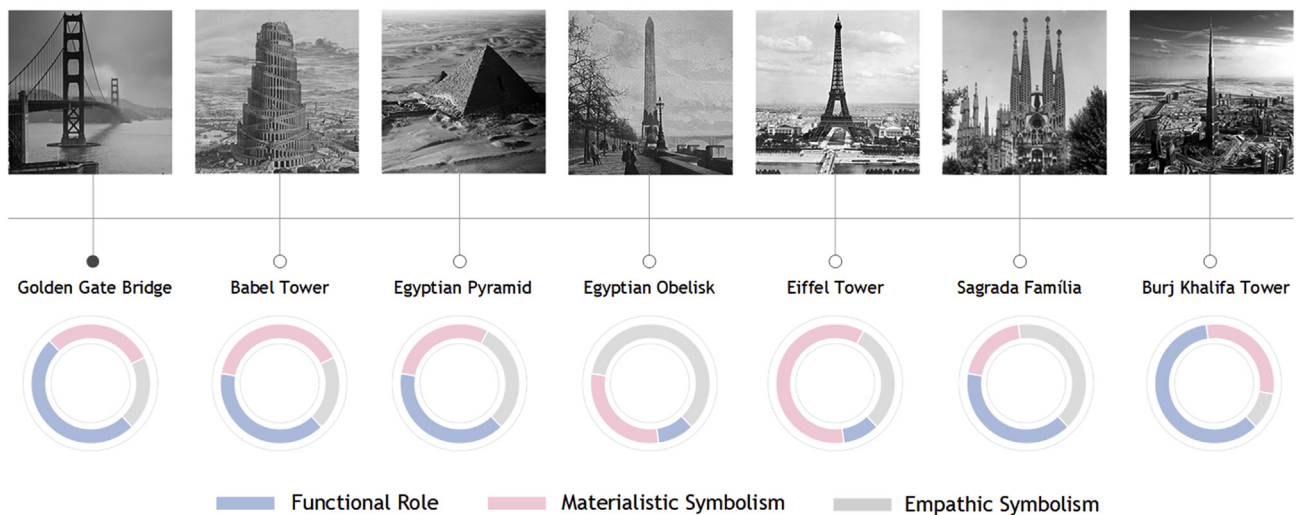 Golden Gate Bridge
Babel Tower
Egyptian Pyramid
Egyptian Obelisk
Eiffel Tower
Sagrada Família
Burj Khalifa Tower
Functional Role
Materialistic Symbolism
Empathic Symbolism